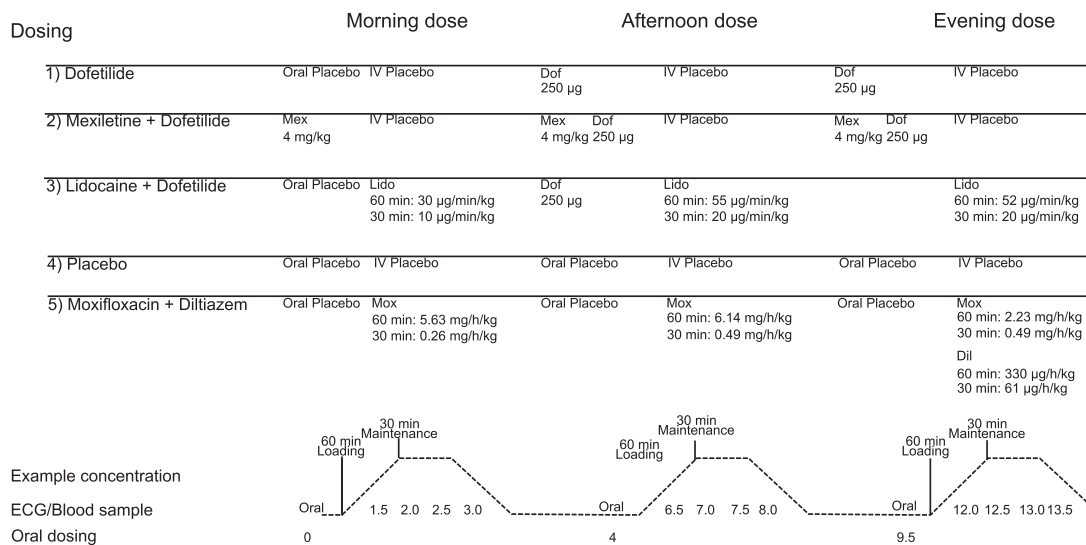 Dosing Morning dose Afternoon dose Evening dose
1) Dofetilide Oral Placebo IV Placebo Dof IV Placebo Dof IV Placebo
250 µg 250 µg
2) Mexiletine + Dofetilide Mex IV Placebo Mex Dof IV Placebo Mex Dof IV Placebo
4 mg/kg 4 mg/kg 250 µg 4 mg/kg 250 µg
3) Lidocaine + Dofetilide Oral Placebo Lido Dof Lido Lido
60 min: 30 µg/min/kg 250 µg 60 min: 55 µg/min/kg 60 min: 52 µg/min/kg
30 min: 10 µg/min/kg 30 min: 20 µg/min/kg 30 min: 20 µg/min/kg
4) Placebo Oral Placebo IV Placebo Oral Placebo IV Placebo Oral Placebo IV Placebo
5) Moxifloxacin + Diltiazem Oral Placebo Mox Oral Placebo Mox Oral Placebo Mox
60 min: 5.63 mg/h/kg 60 min: 6.14 mg/h/kg 60 min: 2.23 mg/h/kg
30 min: 0.26 mg/h/kg 30 min: 0.49 mg/h/kg 30 min: 0.49 mg/h/kg
Dil
60 min: 330 µg/h/kg
30 min: 61 µg/h/kg
30 min 30 min 30 min
60 min Maintenance 60 min Maintenance 60 min Maintenance
Loading Loading Loading
Example concentration
ECG/Blood sample Oral 1.5 2.0 2.5 3.0 Oral 6.5 7.0 7.5 8.0 Oral 12.0 12.5 13.0 13.5
Oral dosing 0 4 9.5